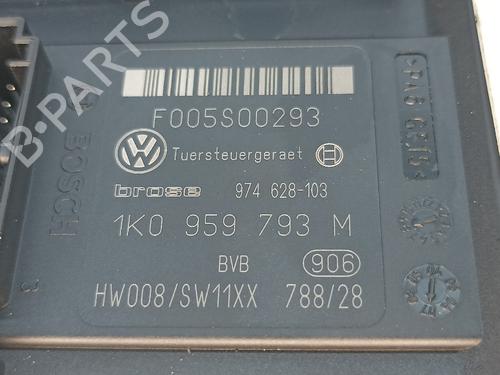 F005S00293
Tuersteuergeraet
brose 974 628-103
1K0 959 793 M
BVB 906
HW008/SW11XX 788/28
BOSCH
B-PARTS